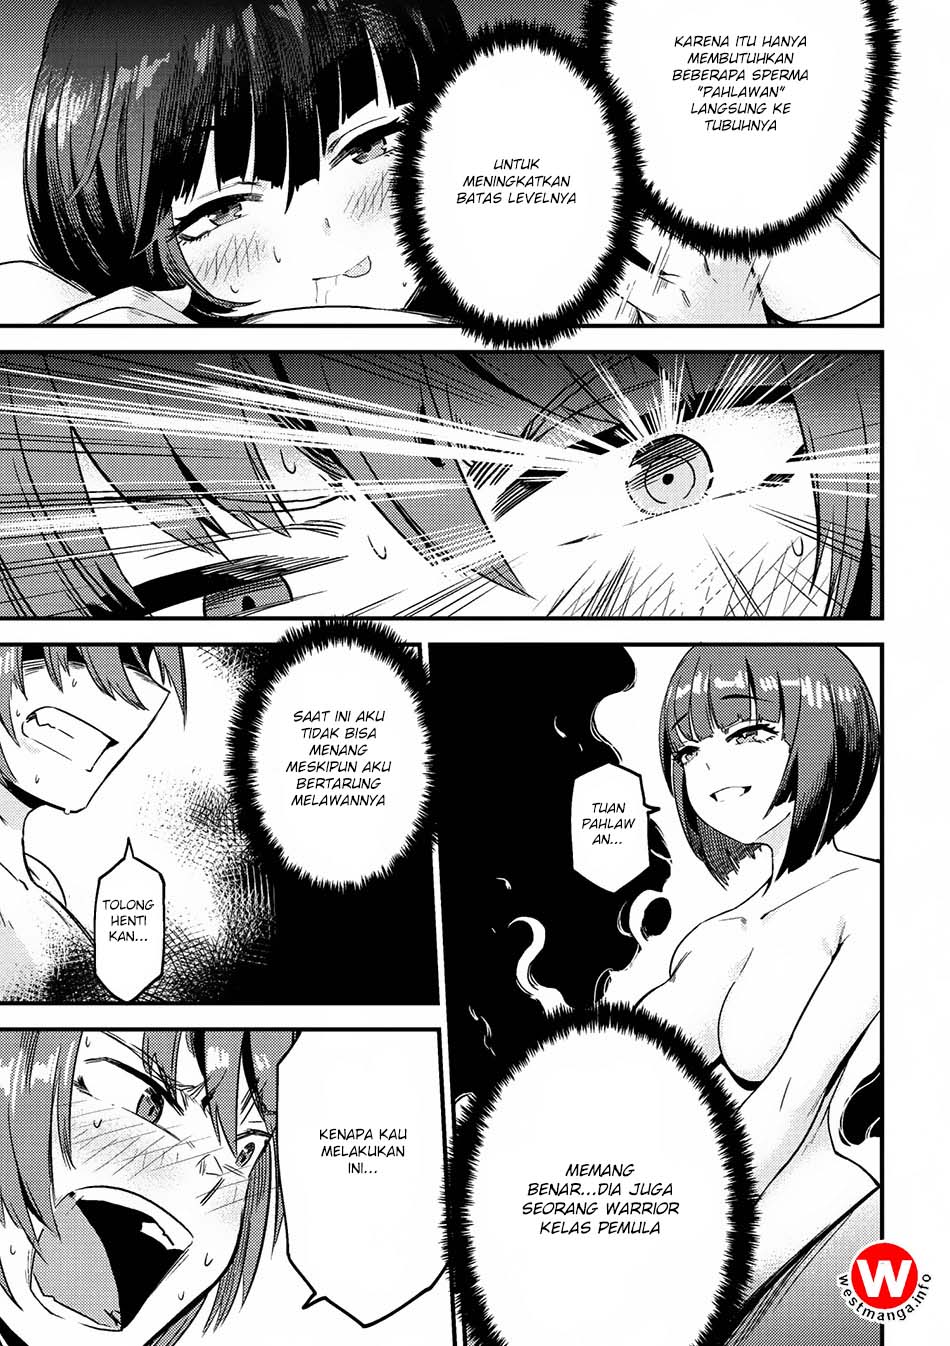 KARENA ITU HANYA
MEMBUTUHKAN
BEBERAPA SPERMA
"PAHLAWAN"
LANGSUNG KE
TUBUHNYA
UNTUK
MENINGKATKAN
BATAS LEVELNYA
TUAN
PAHLAW
AN...
SAAT INI AKU
TIDAK BISA
MENANG
MESKIPUN AKU
BERTARUNG
MELAWANNYA
TOLONG
HENTI
KAN...
MEMANG
BENAR...DIA JUGA
SEORANG WARRIOR
KELAS PEMULA
KENAPA KAU
MELAKUKAN
INI...
W
westmanga.info